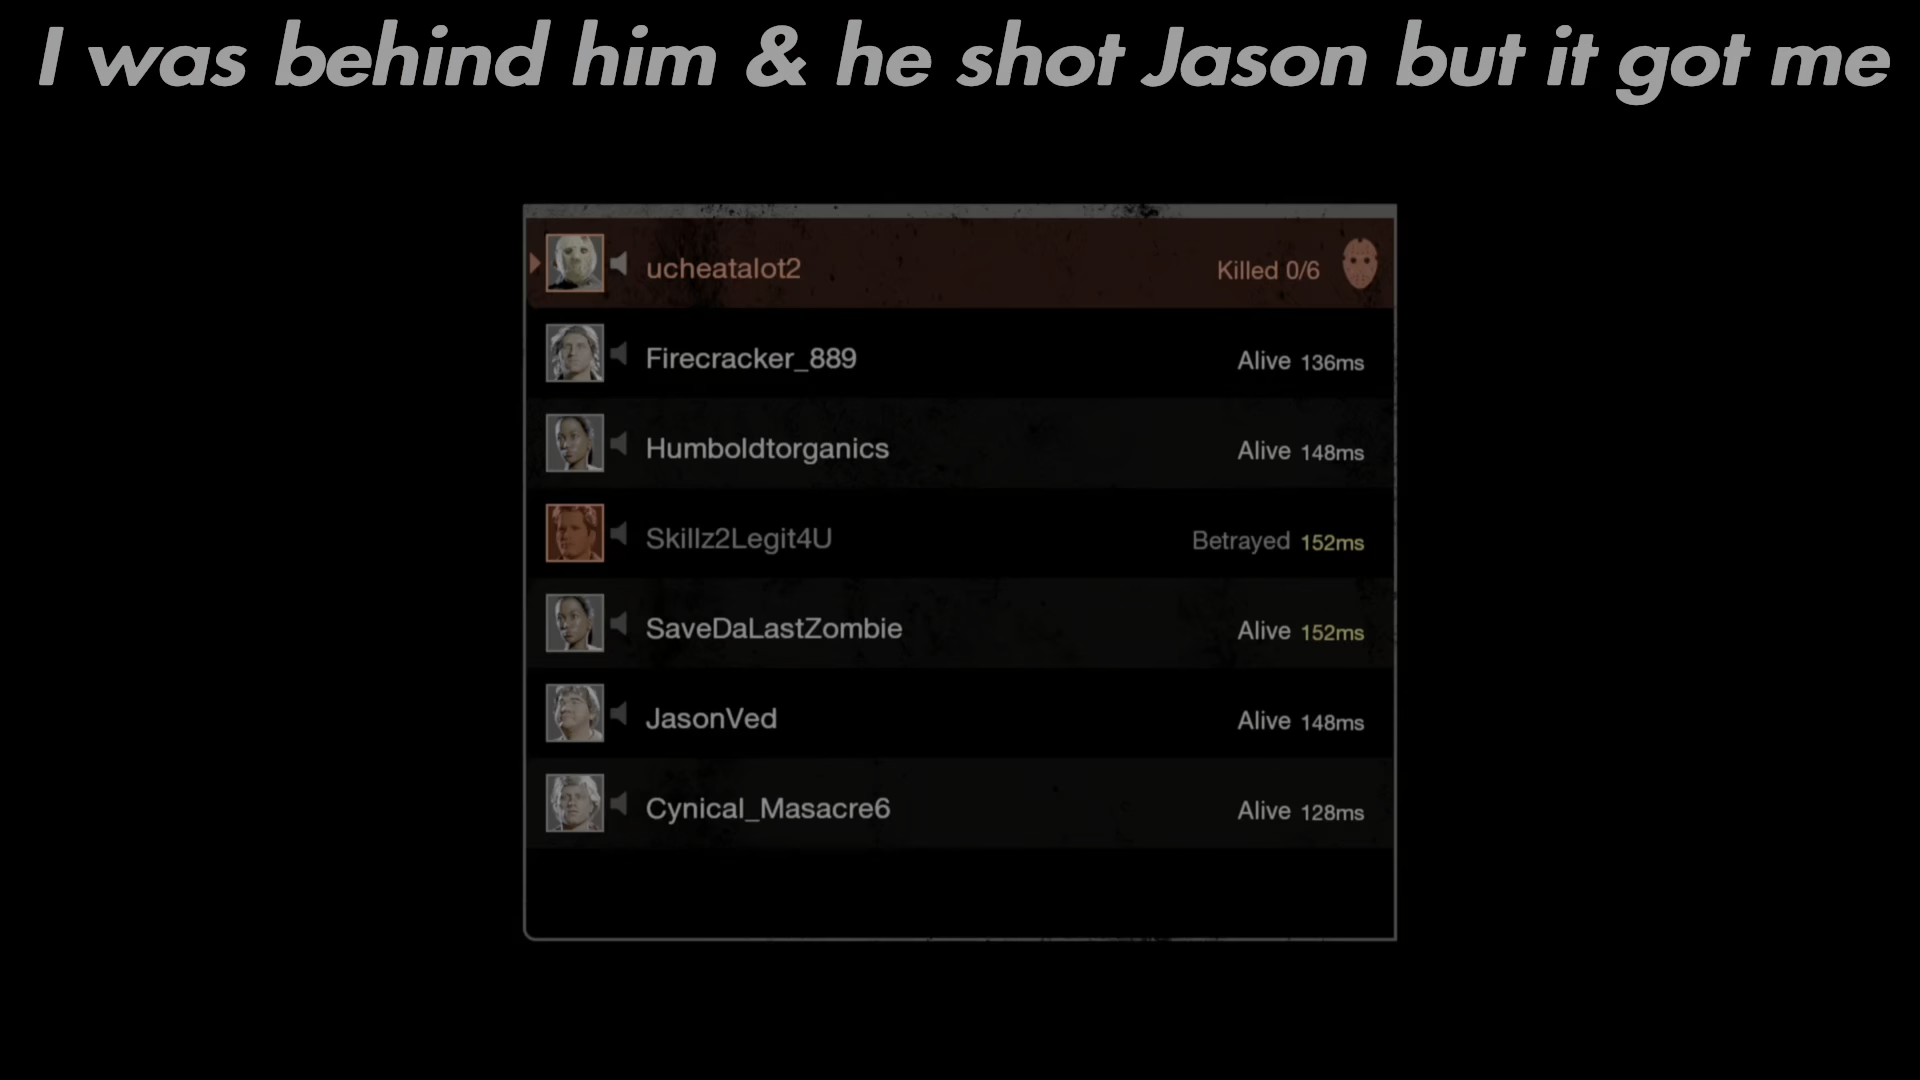 I was behind him & he shot Jason but it got me
ucheatalot2 Killed 0/6
Firecracker_889 Alive 136ms
Humboldtorganics Alive 148ms
Skillz2Legit4U Betrayed 152ms
SaveDaLastZombie Alive 152ms
JasonVed Alive 148ms
Cynical_Masacre6 Alive 128ms